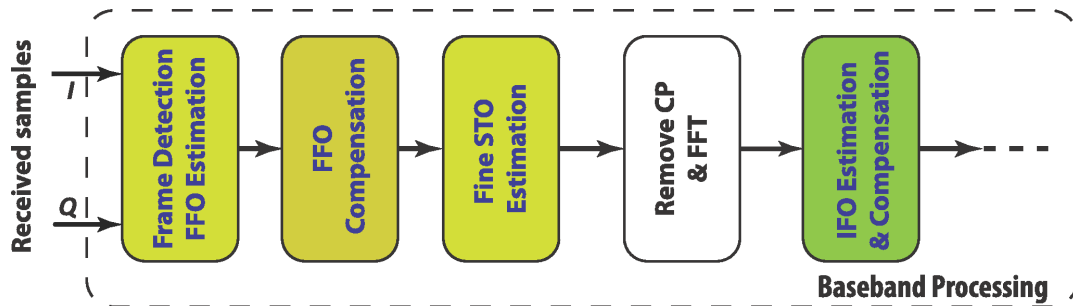 Received samples
I
Q
Frame Detection
FFO Estimation
FFO
Compensation
Fine STO
Estimation
Remove CP
& FFT
IFO Estimation
& Compensation
Baseband Processing